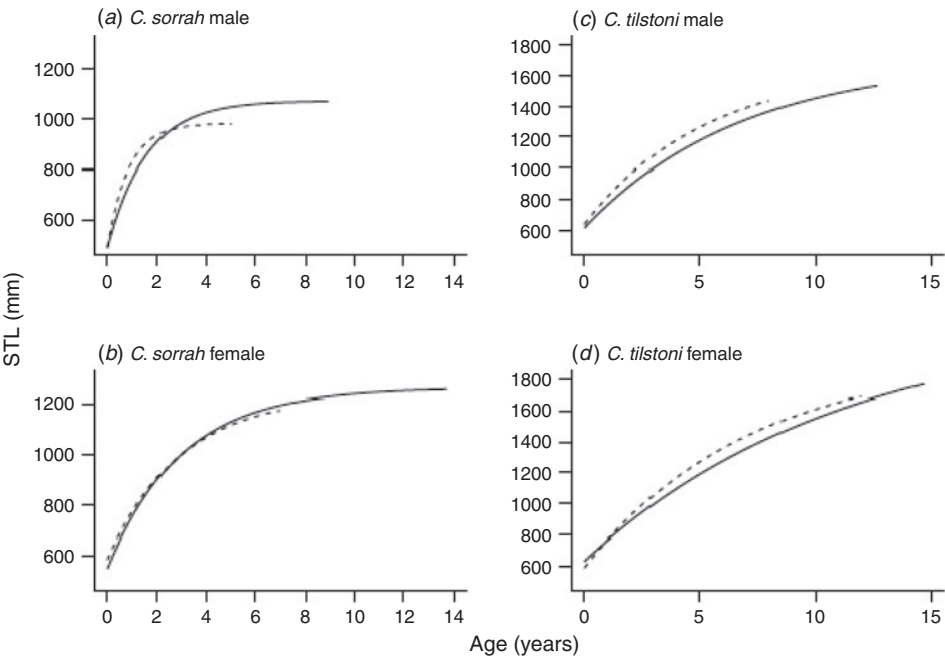 (a) C. sorrah male
1200
1000
800
600
0 2 4 6 8 10 12 14
(c) C. tilstoni male
1800
1600
1400
1200
1000
800
600
0 5 10 15
STL (mm)
(b) C. sorrah female
1200
1000
800
600
0 2 4 6 8 10 12 14
(d) C. tilstoni female
1800
1600
1400
1200
1000
800
600
0 5 10 15
Age (years)